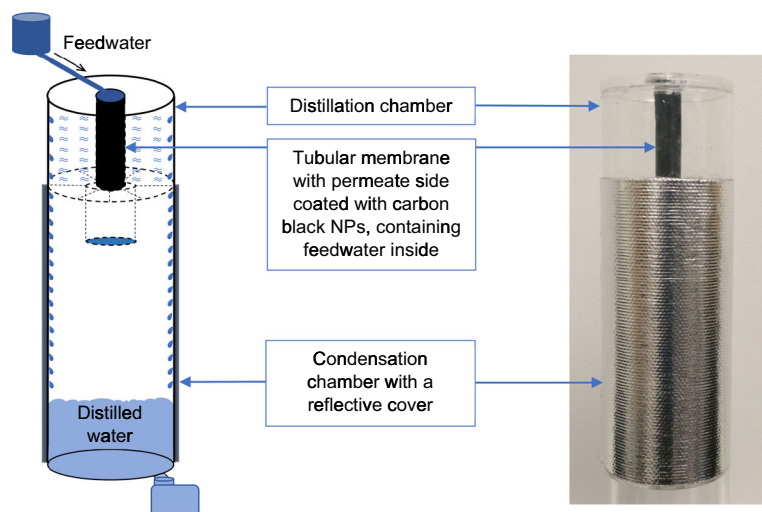 Feedwater
Distillation chamber
Tubular membrane
with permeate side
coated with carbon
black NPs, containing
feedwater inside
Condensation
chamber with a
reflective cover
Distilled
water